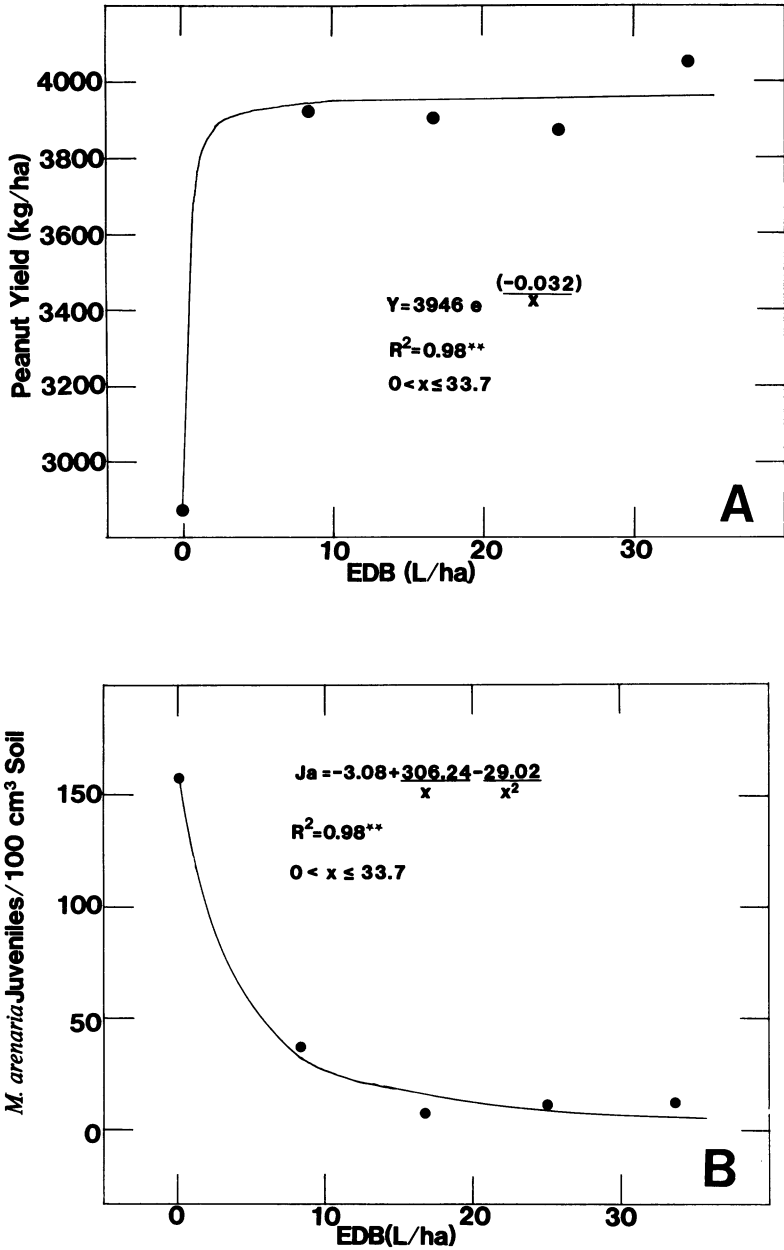 4000
3800
3600
3400
3200
3000
Peanut Yield (kg/ha)
Y=3946 e (-0.032)/x
R²=0.98**
0<x≤33.7
A
0 10 20 30
EDB (L/ha)
150
100
50
0
M. arenaria Juveniles/100 cm³ Soil
Ja=-3.08+306.24/x-29.02/x²
R²=0.98**
0< x ≤ 33.7
B
0 10 20 30
EDB(L/ha)